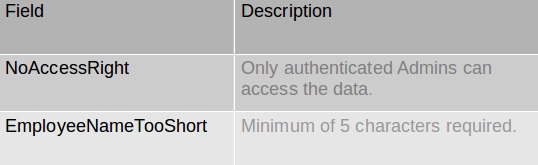 Field Description
NoAccessRight Only authenticated Admins can
access the data.
EmployeeNameTooShort Minimum of 5 characters required.